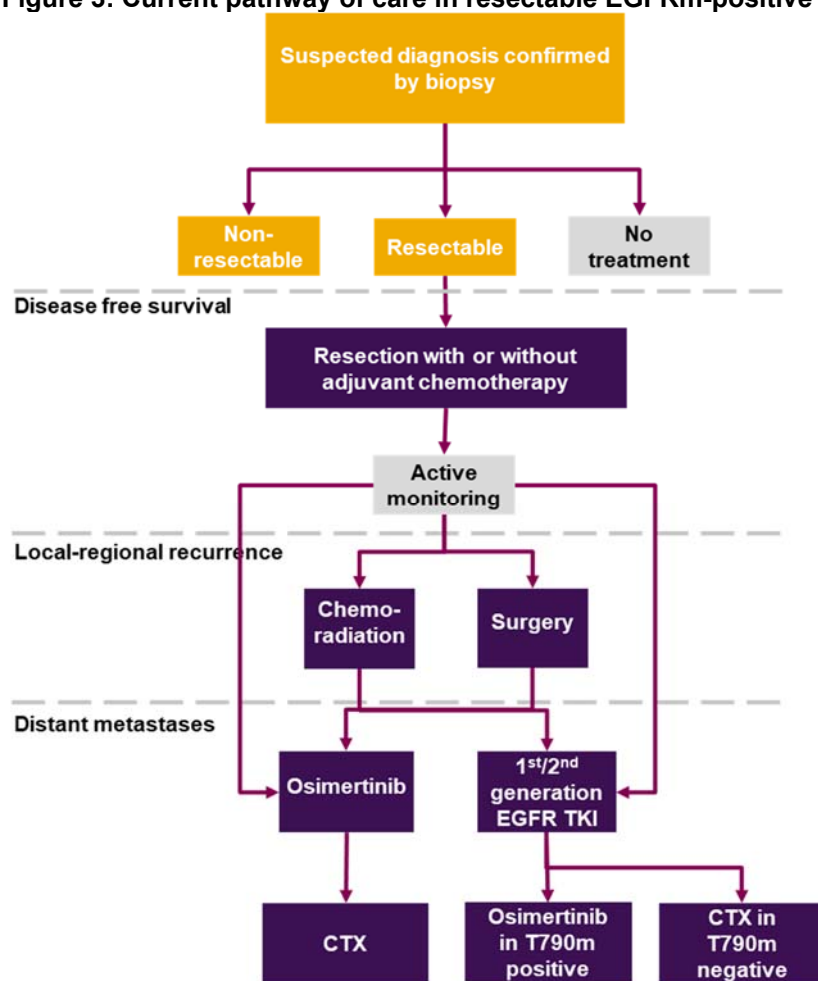 Figure 3: Current pathway of care in resectable EGFRm-positive
Suspected diagnosis confirmed
by biopsy
Non-
resectable
Resectable
No
treatment
Disease free survival
Resection with or without
adjuvant chemotherapy
Active
monitoring
Local-regional recurrence
Chemo-
radiation
Surgery
Distant metastases
Osimertinib
1st/2nd
generation
EGFR TKI
CTX
Osimertinib
in T790m
positive
CTX in
T790m
negative